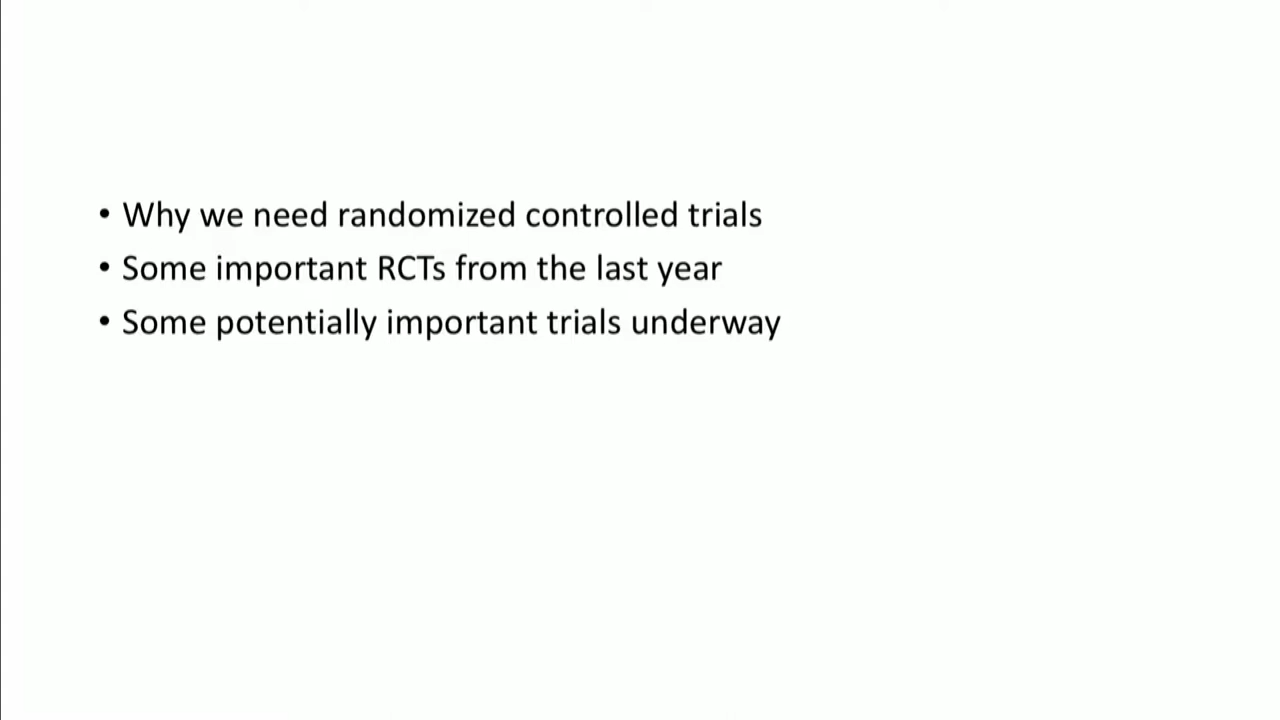 • Why we need randomized controlled trials
• Some important RCTs from the last year
• Some potentially important trials underway